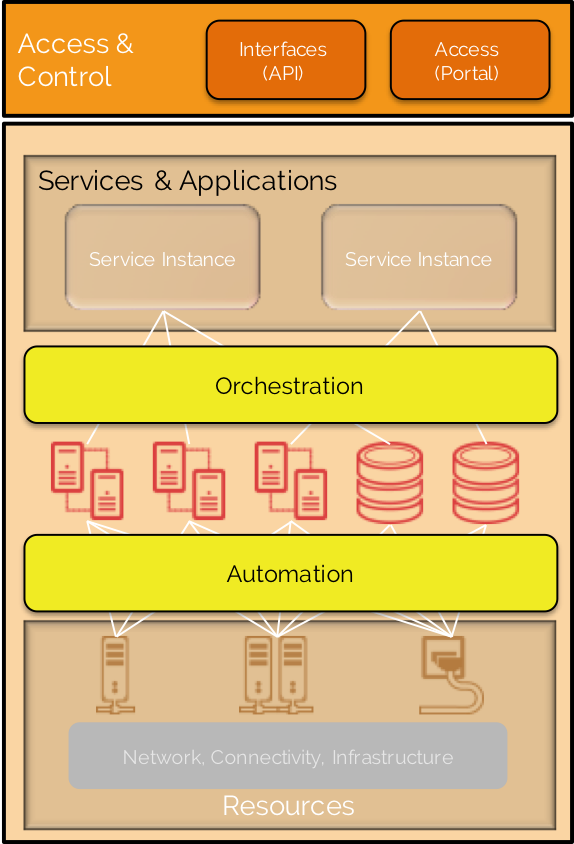 Access &
Control
Interfaces
(API)
Access
(Portal)
Services & Applications
Service Instance
Service Instance
Orchestration
Automation
Network, Connectivity, Infrastructure
Resources